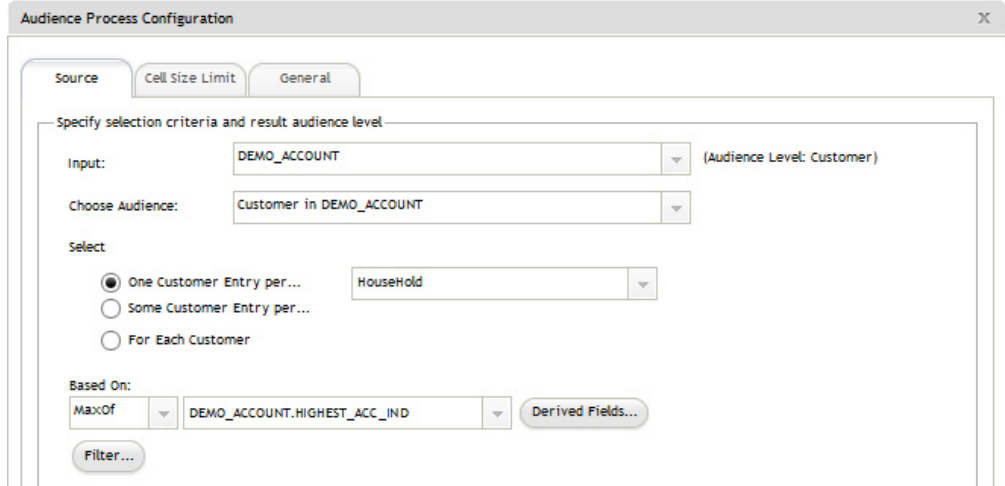 Audience Process Configuration X
Source Cell Size Limit General
Specify selection criteria and result audience level
Input: DEMO_ACCOUNT (Audience Level: Customer)
Choose Audience: Customer in DEMO_ACCOUNT
Select
One Customer Entry per... HouseHold
Some Customer Entry per...
For Each Customer
Based On:
MaxOf DEMO_ACCOUNT.HIGHEST_ACC_IND Derived Fields...
Filter...